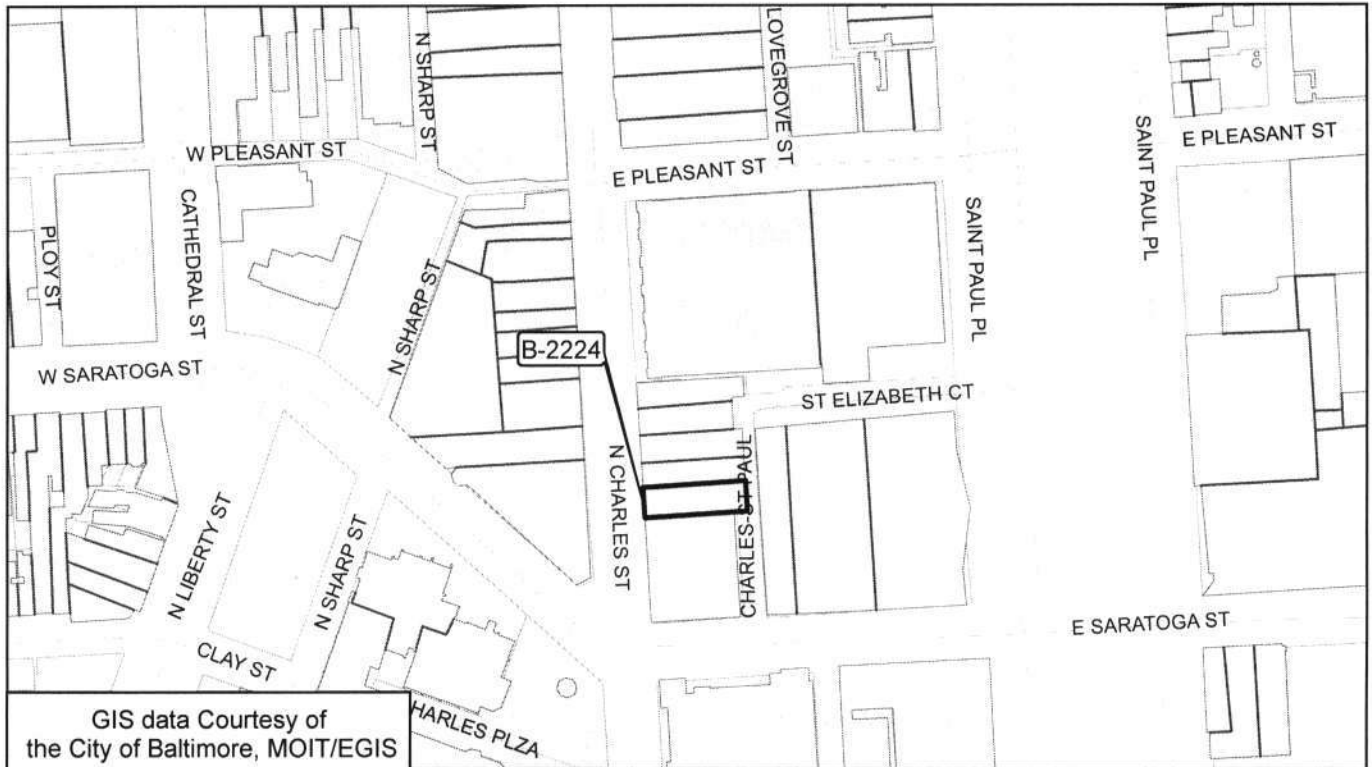 N SHARP ST
LOVEGROVE ST
W PLEASANT ST
E PLEASANT ST
E PLEASANT ST
SAINT PAUL PL
SAINT PAUL PL
PLOY ST
CATHEDRAL ST
N SHARP ST
B-2224
W SARATOGA ST
ST ELIZABETH CT
N CHARLES ST
CHARLES-ST PAUL
N LIBERTY ST
N SHARP ST
E SARATOGA ST
CLAY ST
HARLES PLZA
GIS data Courtesy of
the City of Baltimore, MOIT/EGIS